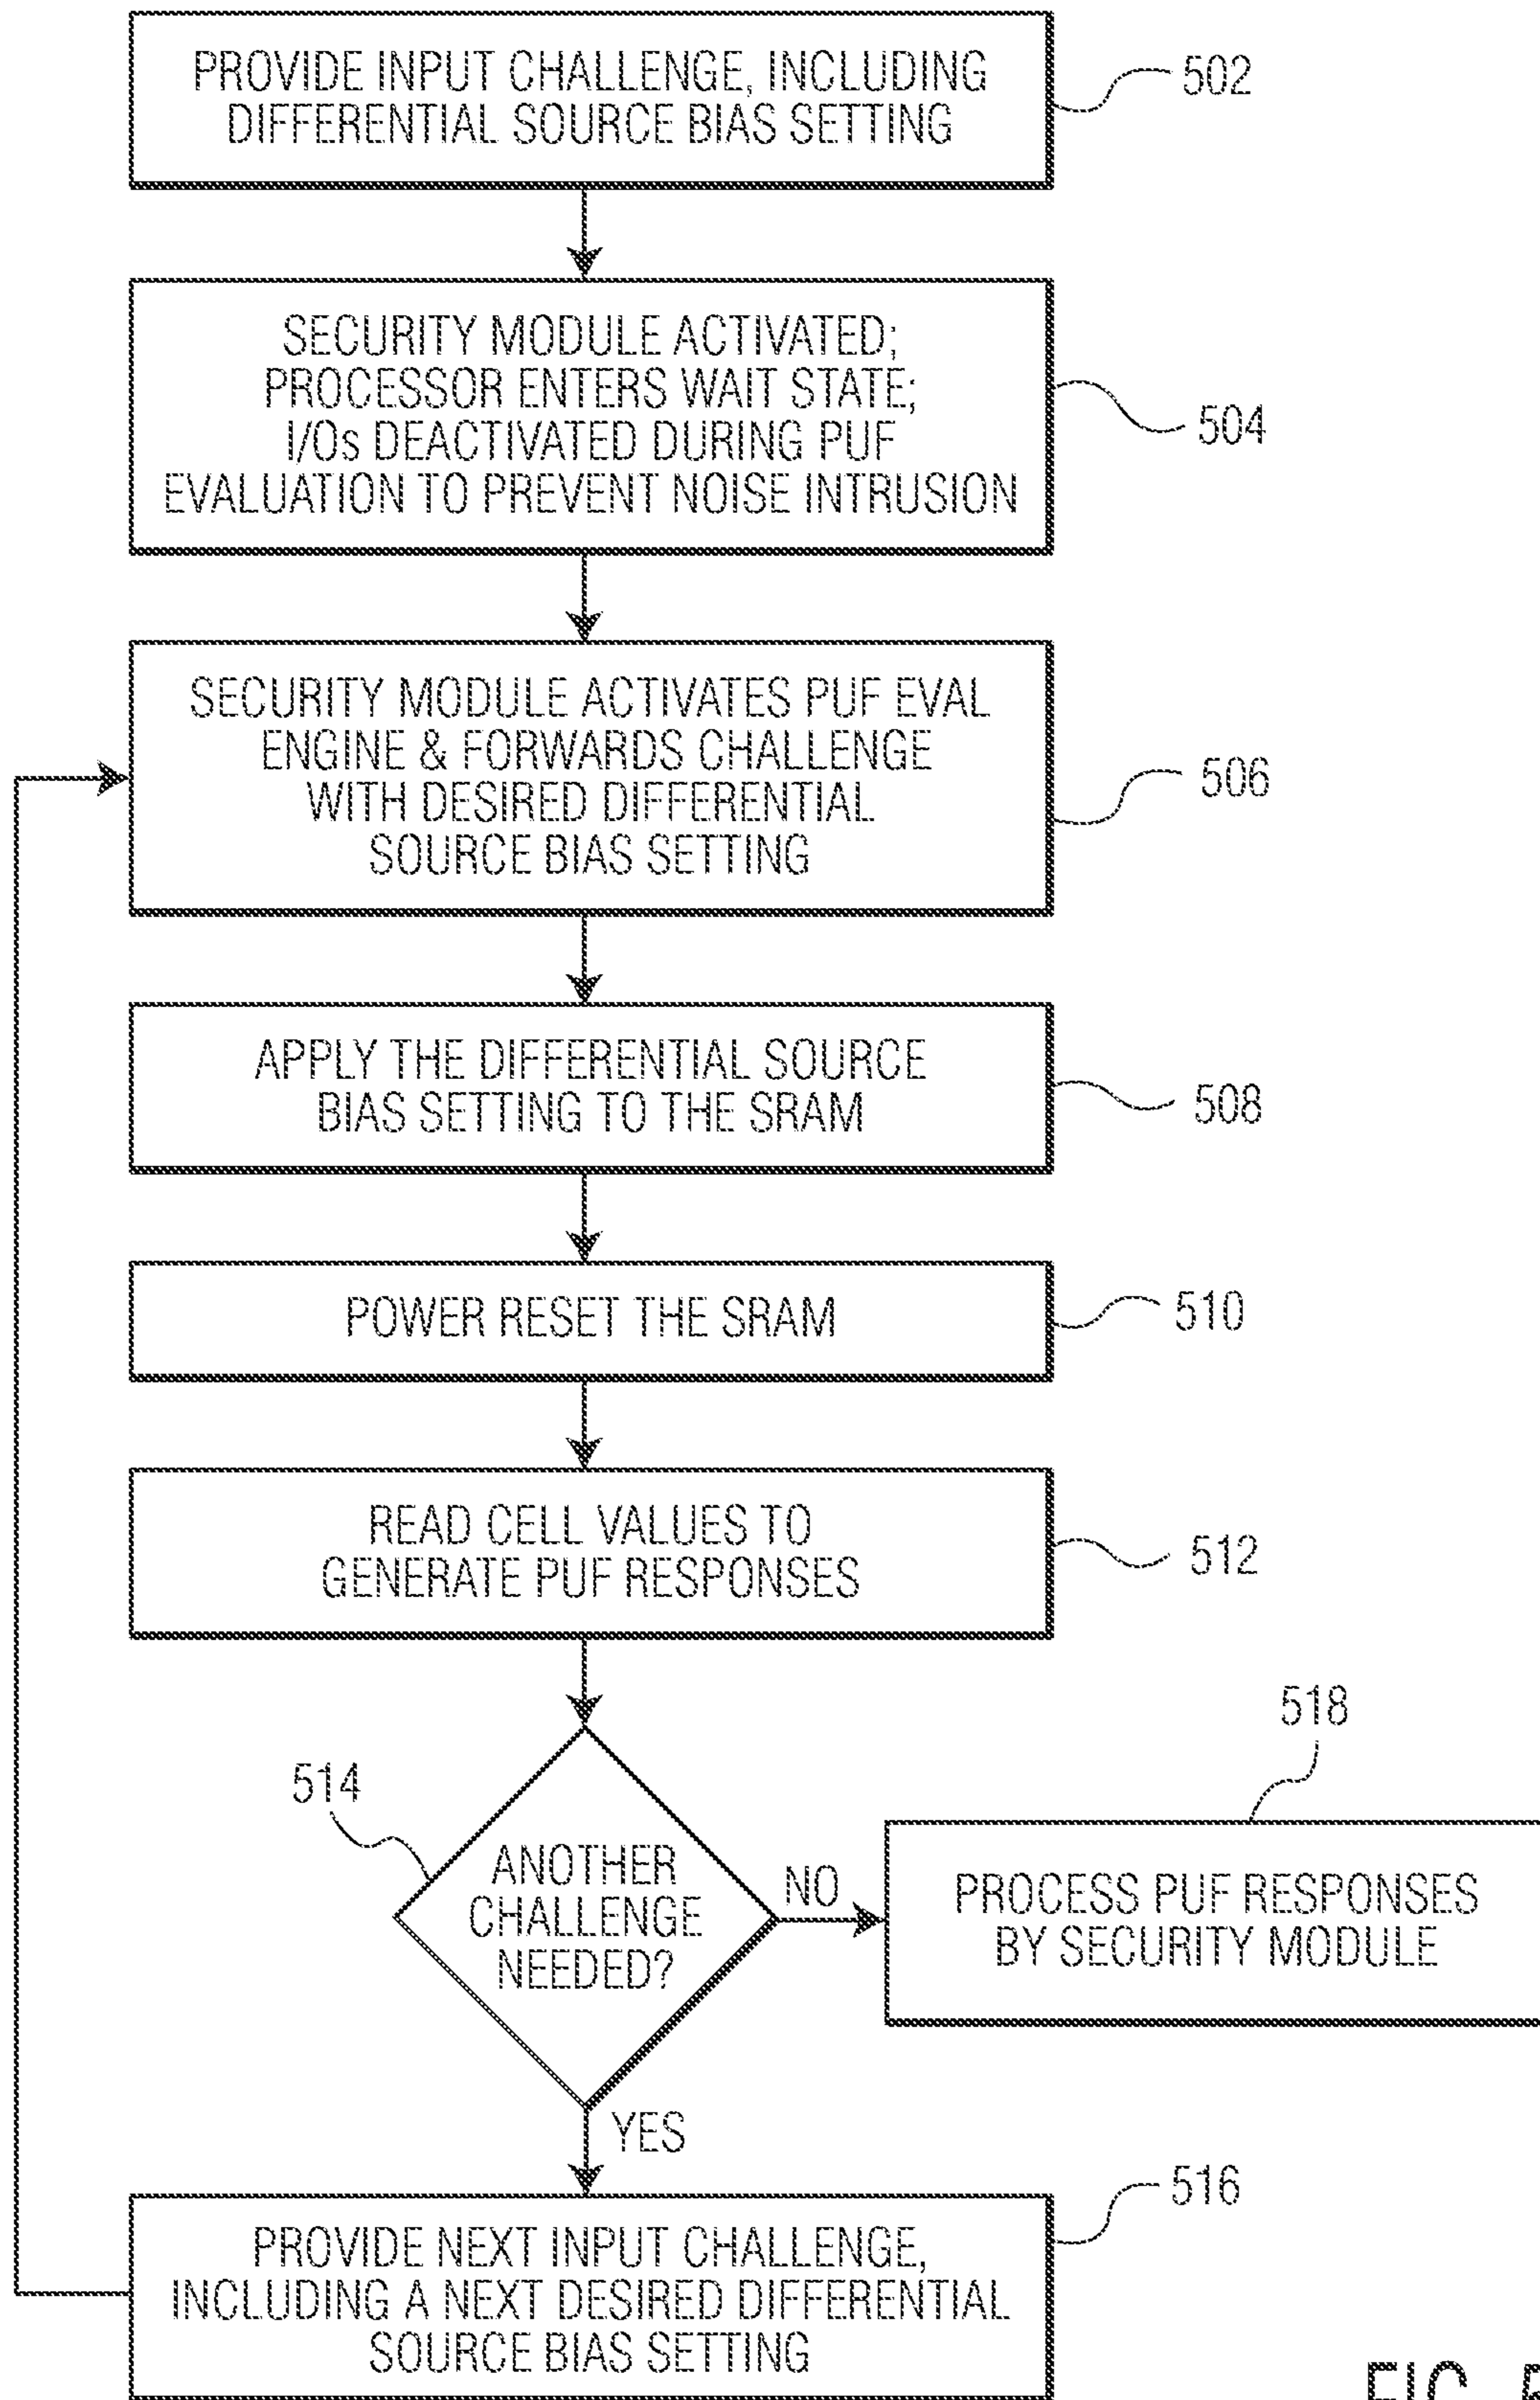 PROVIDE INPUT CHALLENGE, INCLUDING
DIFFERENTIAL SOURCE BIAS SETTING
502
SECURITY MODULE ACTIVATED;
PROCESSOR ENTERS WAIT STATE;
I/Os DEACTIVATED DURING PUF
EVALUATION TO PREVENT NOISE INTRUSION
504
SECURITY MODULE ACTIVATES PUF EVAL
ENGINE & FORWARDS CHALLENGE
WITH DESIRED DIFFERENTIAL
SOURCE BIAS SETTING
506
APPLY THE DIFFERENTIAL SOURCE
BIAS SETTING TO THE SRAM
508
POWER RESET THE SRAM
510
READ CELL VALUES TO
GENERATE PUF RESPONSES
512
514
ANOTHER
CHALLENGE
NEEDED?
NO
518
PROCESS PUF RESPONSES
BY SECURITY MODULE
YES
516
PROVIDE NEXT INPUT CHALLENGE,
INCLUDING A NEXT DESIRED DIFFERENTIAL
SOURCE BIAS SETTING
FIG.